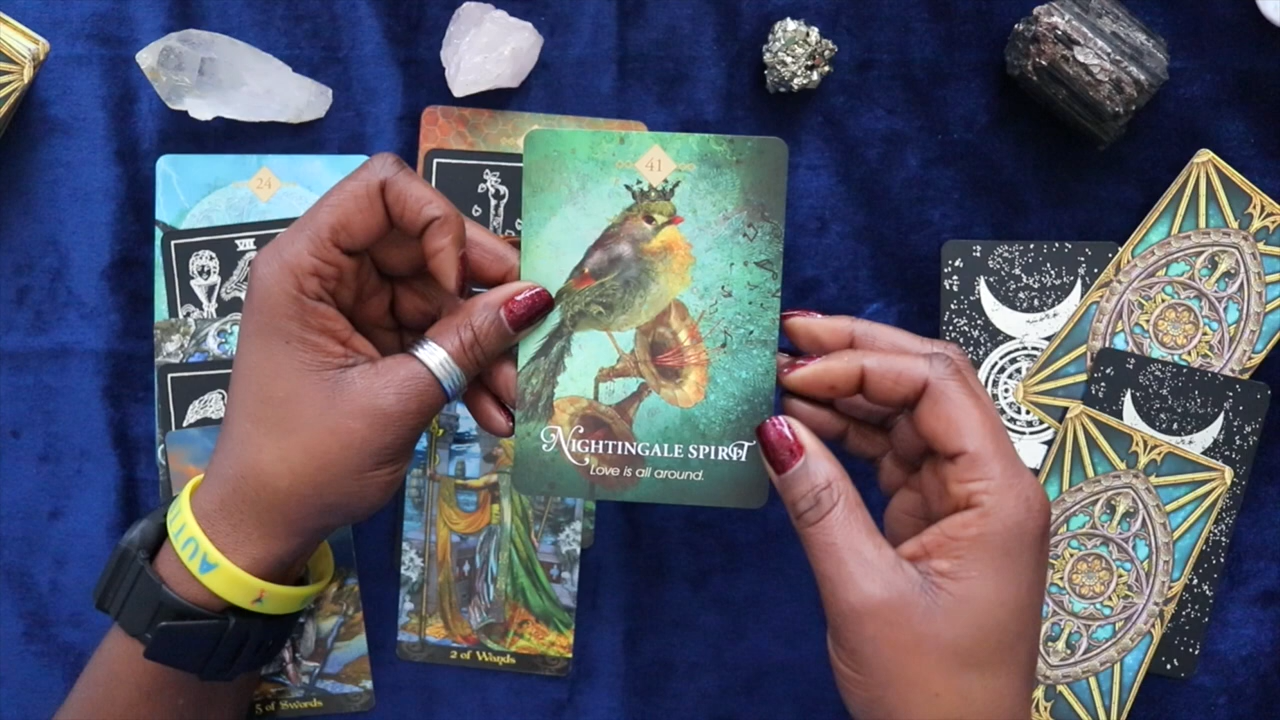 24
VII
41
NIGHTINGALE SPIRIT
Love is all around.
AUT
2 of Wands
5 of Swords